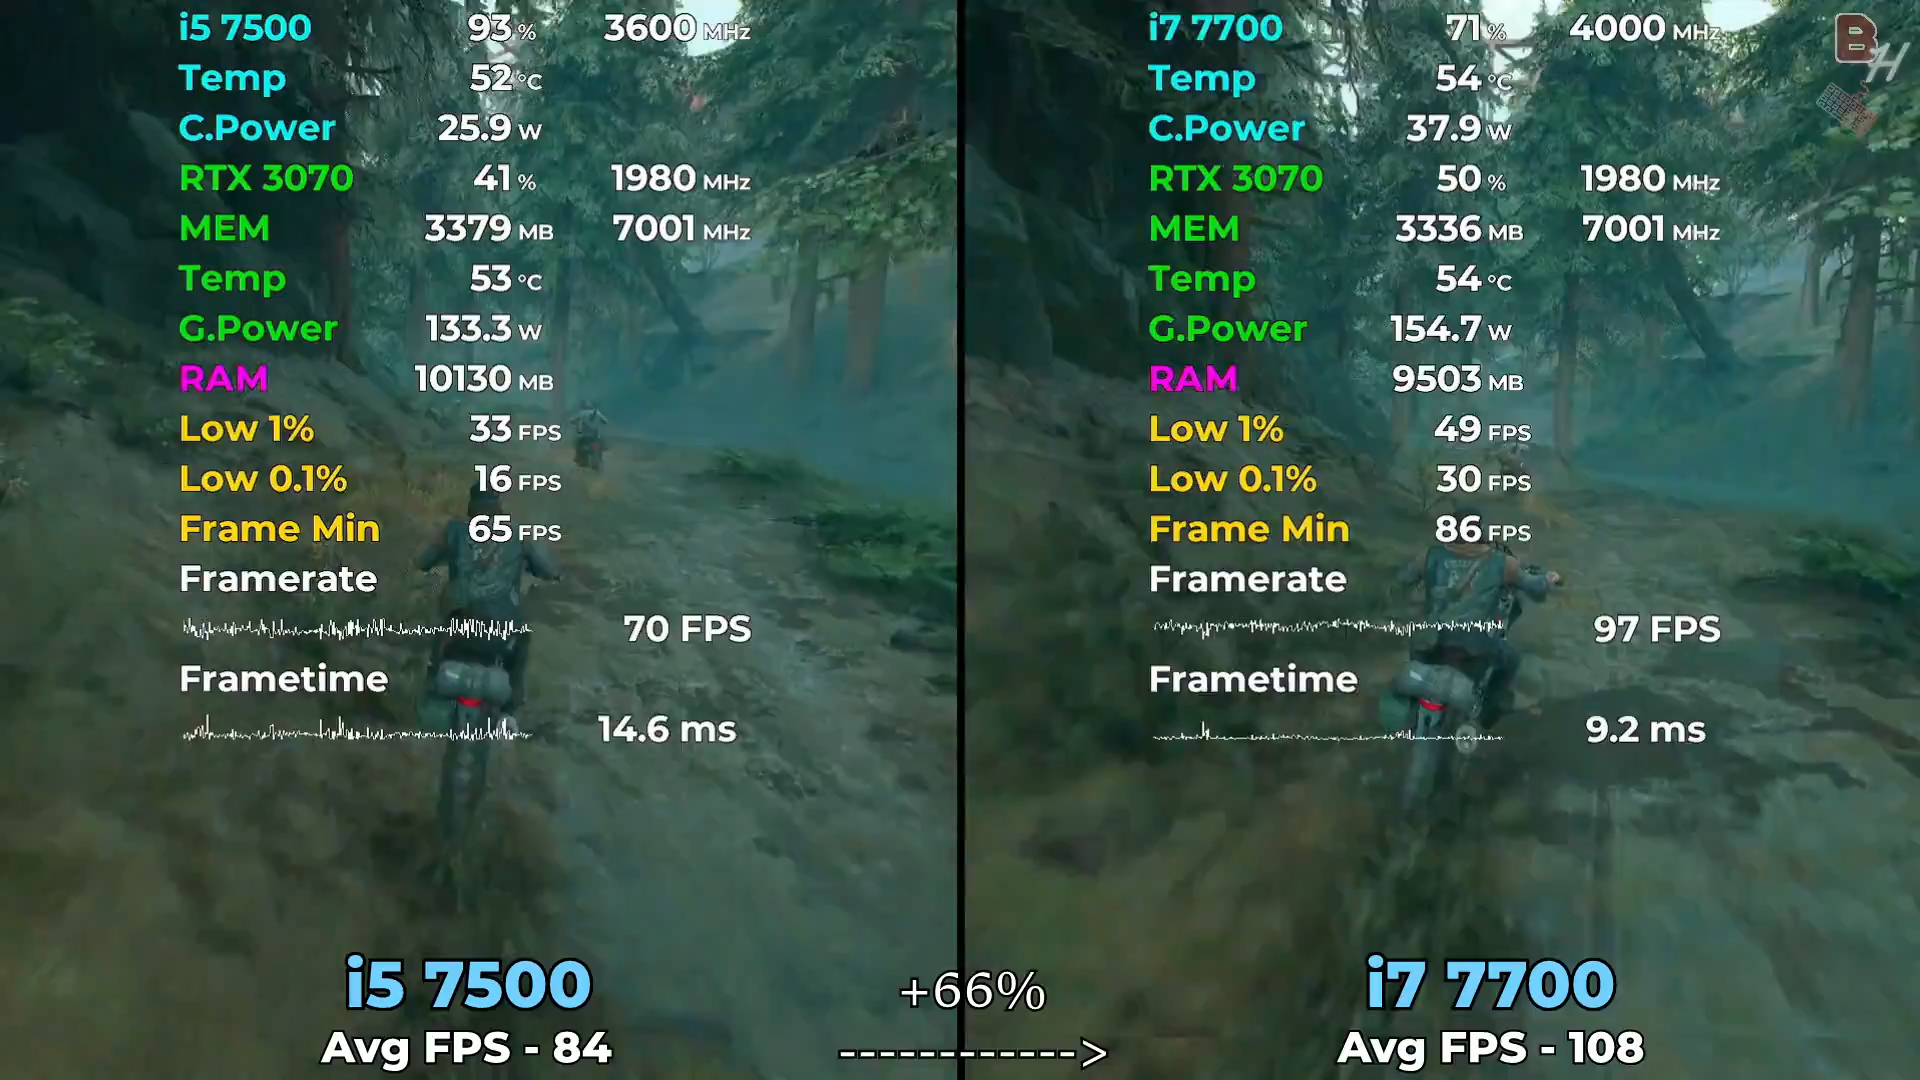 i5 7500 93 % 3600 MHz
Temp 52 °C
C.Power 25.9 W
RTX 3070 41 % 1980 MHz
MEM 3379 MB 7001 MHz
Temp 53 °C
G.Power 133.3 W
RAM 10130 MB
Low 1% 33 FPS
Low 0.1% 16 FPS
Frame Min 65 FPS
Framerate
70 FPS
Frametime
14.6 ms
i5 7500
Avg FPS - 84
+66%
------------->
i7 7700 71 % 4000 MHz
Temp 54 °C
C.Power 37.9 W
RTX 3070 50 % 1980 MHz
MEM 3336 MB 7001 MHz
Temp 54 °C
G.Power 154.7 W
RAM 9503 MB
Low 1% 49 FPS
Low 0.1% 30 FPS
Frame Min 86 FPS
Framerate
97 FPS
Frametime
9.2 ms
i7 7700
Avg FPS - 108
BH